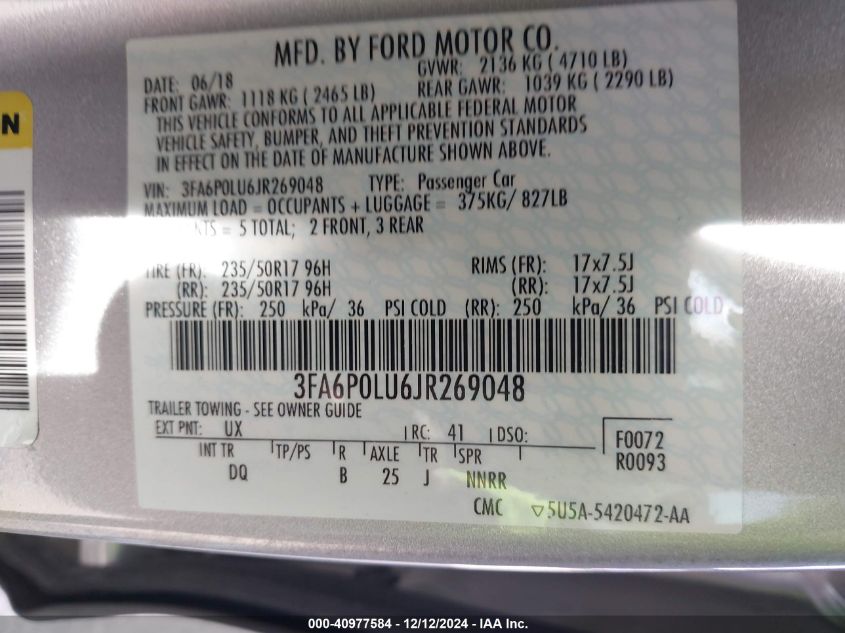 MFD. BY FORD MOTOR CO.
DATE: 06/18 GVWR: 2136 KG ( 4710 LB)
FRONT GAWR: 1118 KG ( 2465 LB) REAR GAWR: 1039 KG ( 2290 LB)
THIS VEHICLE CONFORMS TO ALL APPLICABLE FEDERAL MOTOR
VEHICLE SAFETY, BUMPER, AND THEFT PREVENTION STANDARDS
IN EFFECT ON THE DATE OF MANUFACTURE SHOWN ABOVE.
VIN: 3FA6P0LU6JR269048 TYPE: Passenger Car
MAXIMUM LOAD = OCCUPANTS + LUGGAGE = 375KG/ 827LB
= 5 TOTAL; 2 FRONT, 3 REAR
TIRE (FR): 235/50R17 96H RIMS (FR): 17x7.5J
(RR): 235/50R17 96H (RR): 17x7.5J
PRESSURE (FR): 250 kPa/ 36 PSI COLD (RR): 250 kPa/ 36 PSI COLD
3FA6P0LU6JR269048
TRAILER TOWING - SEE OWNER GUIDE
EXT PNT: UX RC: 41 DSO: F0072
INT TR TP/PS R AXLE TR SPR R0093
DQ B 25 J NNRR
CMC ▽5U5A-5420472-AA
N
000-40977584 - 12/12/2024 - IAA Inc.